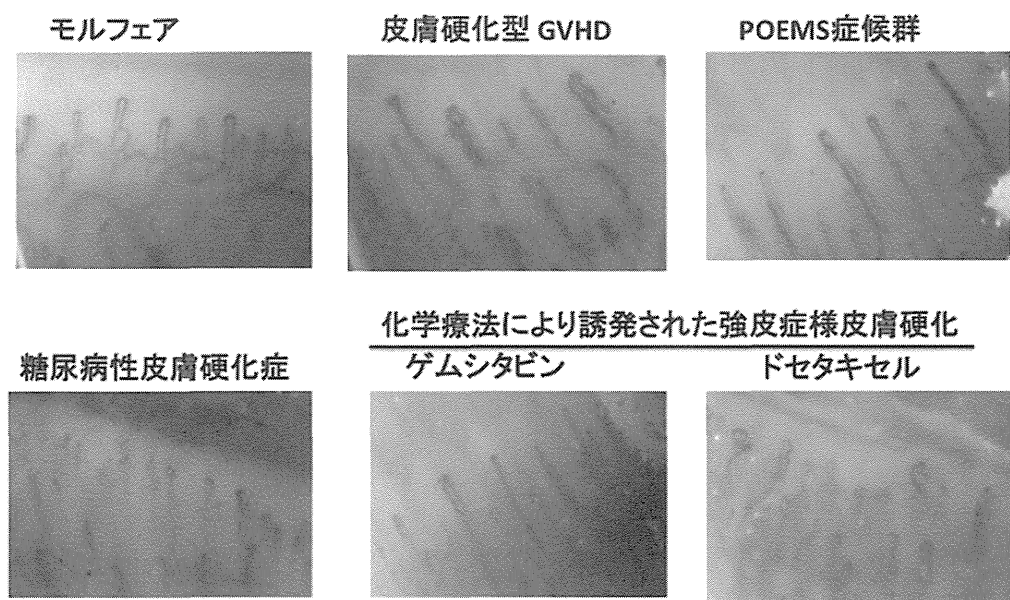 モルフェア
皮膚硬化型 GVHD
POEMS症候群
化学療法により誘発された強皮症様皮膚硬化
糖尿病性皮膚硬化症
ゲムシタビン
ドセタキセル